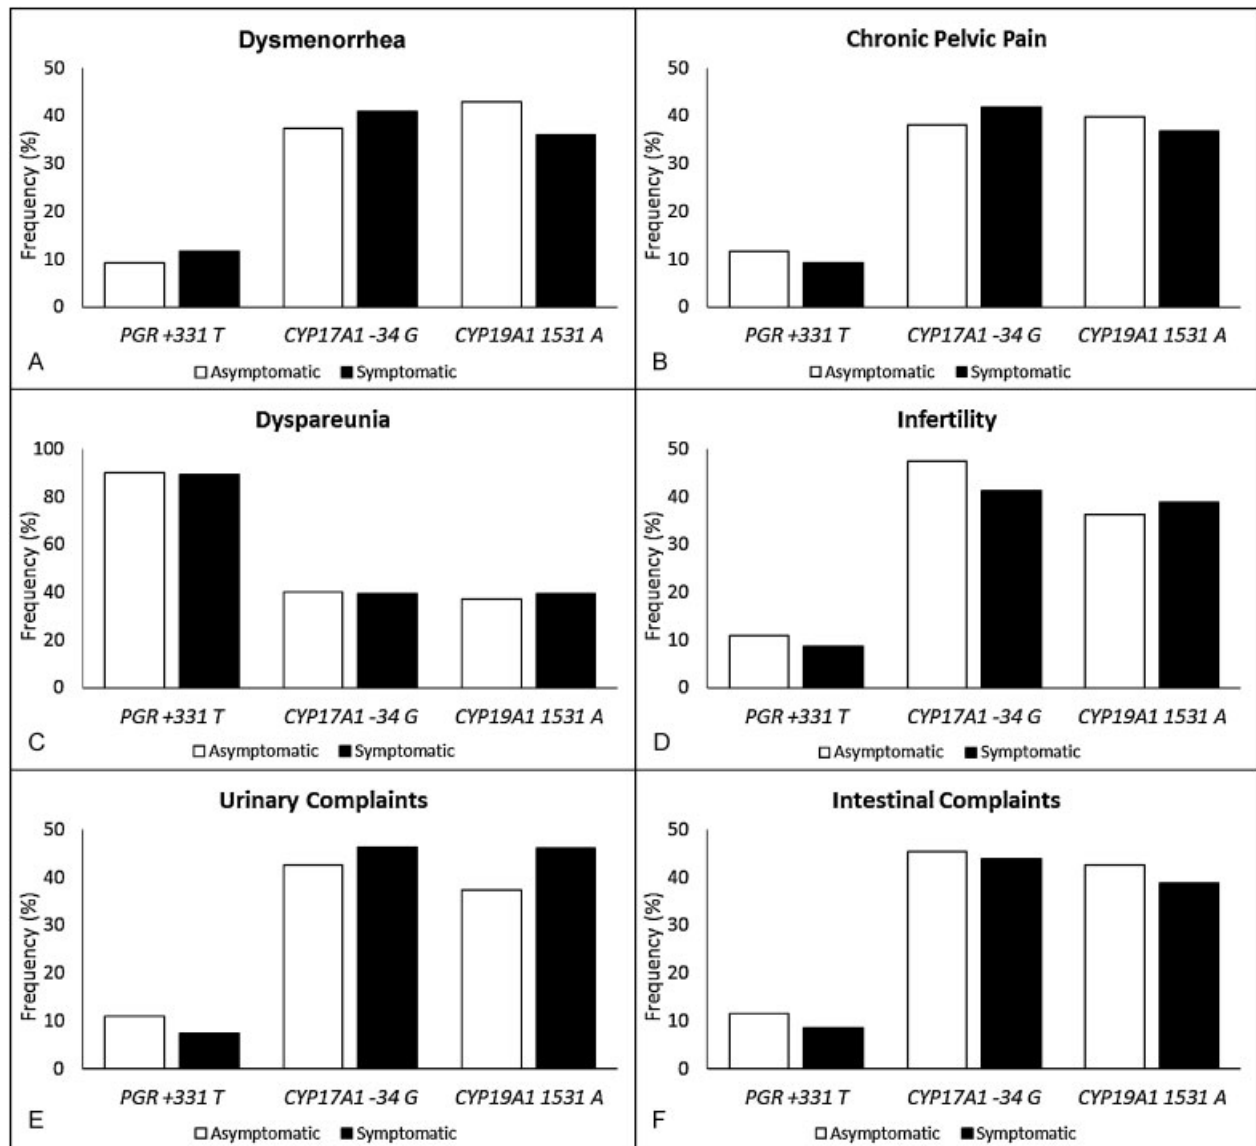 Dysmenorrhea
50
40
30
20
10
0
Frequency (%)
PGR +331 T CYP17A1 -34 G CYP19A1 1531 A
A
Asymptomatic Symptomatic
Chronic Pelvic Pain
50
40
30
20
10
0
Frequency (%)
PGR +331 T CYP17A1 -34 G CYP19A1 1531 A
B
Asymptomatic Symptomatic
Dyspareunia
100
80
60
40
20
0
Frequency (%)
PGR +331 T CYP17A1 -34 G CYP19A1 1531 A
C
Asymptomatic Symptomatic
Infertility
50
40
30
20
10
0
Frequency (%)
PGR +331 T CYP17A1 -34 G CYP19A1 1531 A
D
Asymptomatic Symptomatic
Urinary Complaints
50
40
30
20
10
0
Frequency (%)
PGR +331 T CYP17A1 -34 G CYP19A1 1531 A
E
Asymptomatic Symptomatic
Intestinal Complaints
50
40
30
20
10
0
Frequency (%)
PGR +331 T CYP17A1 -34 G CYP19A1 1531 A
F
Asymptomatic Symptomatic